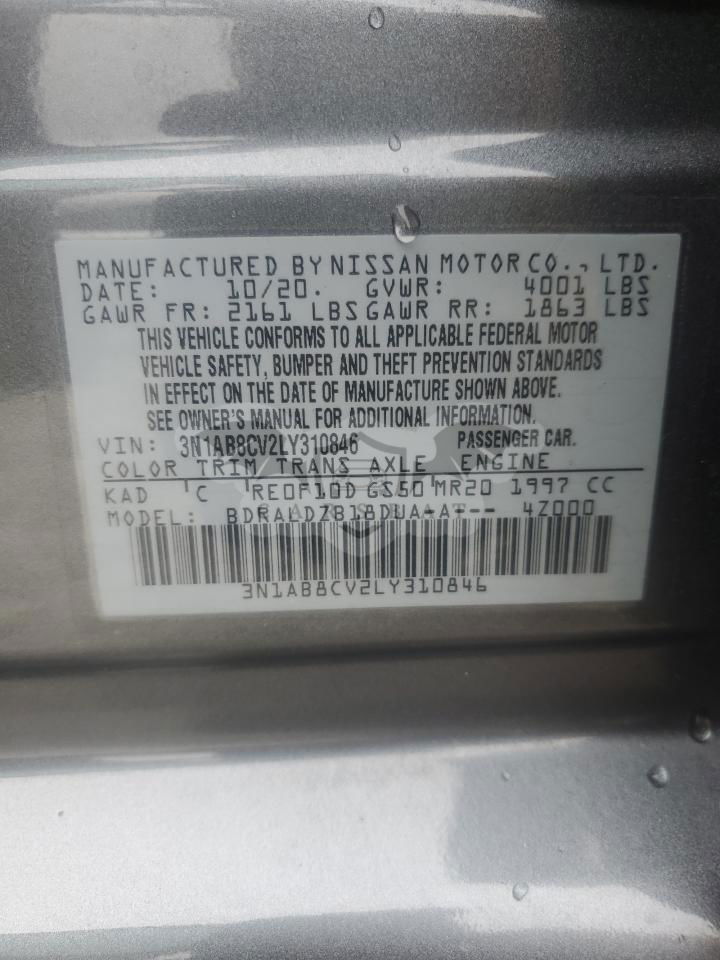 MANUFACTURED BY NISSAN MOTOR CO., LTD.
DATE: 10/20. GVWR: 4001 LBS
GAWR FR: 2161 LBS GAWR RR: 1863 LBS
THIS VEHICLE CONFORMS TO ALL APPLICABLE FEDERAL MOTOR
VEHICLE SAFETY, BUMPER AND THEFT PREVENTION STANDARDS
IN EFFECT ON THE DATE OF MANUFACTURE SHOWN ABOVE.
SEE OWNER'S MANUAL FOR ADDITIONAL INFORMATION.
VIN: 3N1AB8CV2LY310846 PASSENGER CAR.
COLOR TRIM TRANS AXLE ENGINE
KAD C RE0F10D GS50 MR20 1997 CC
MODEL: BDRALDZB18DUA-A--- 4Z000
3N1AB8CV2LY310846